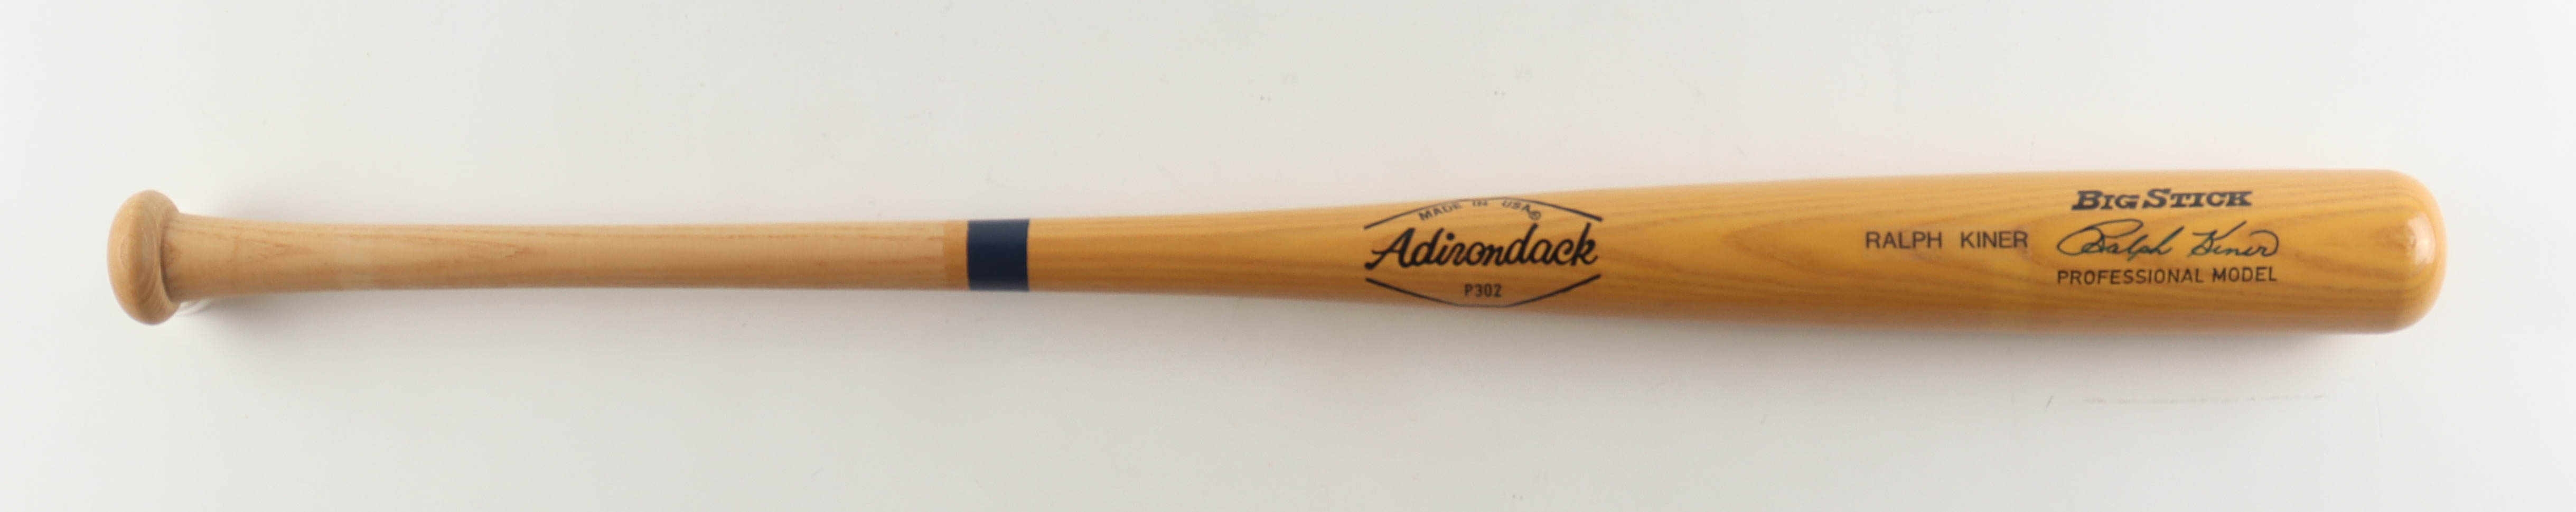 MADE IN USA®
Adirondack
P302
RALPH KINER
BIG STICK
Ralph Kiner
PROFESSIONAL MODEL